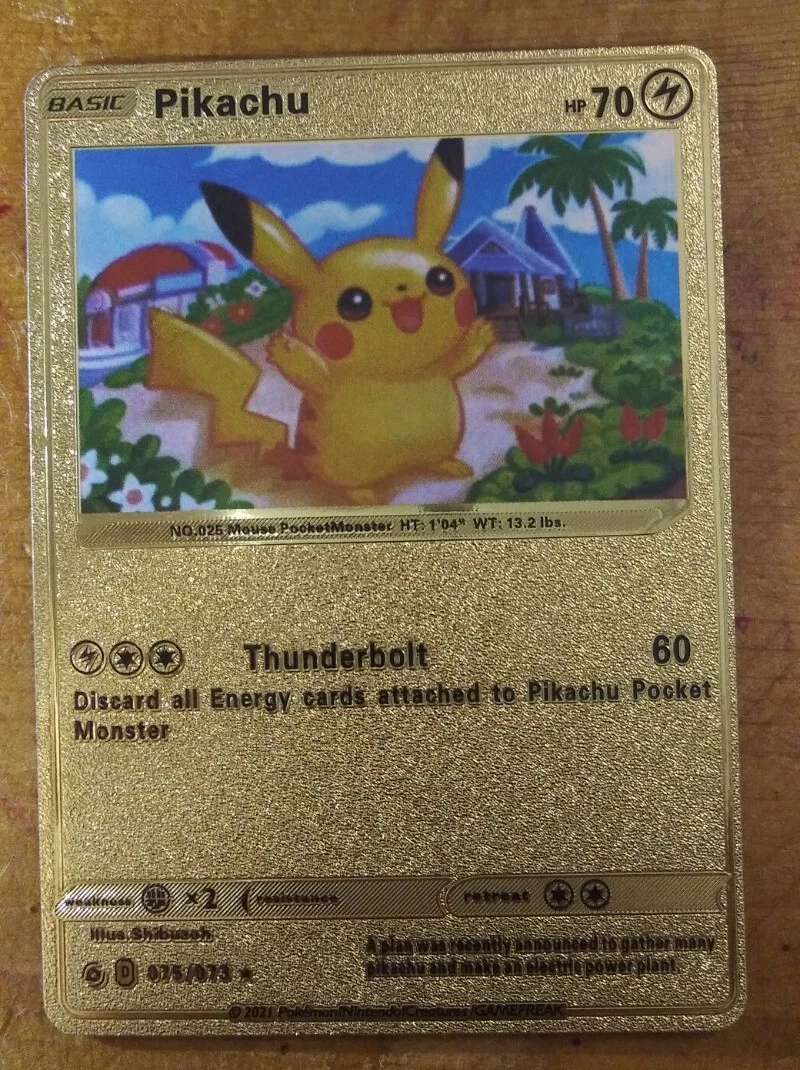 BASIC Pikachu HP 70
NO.025 Mouse PocketMonster HT: 1'04" WT: 13.2 lbs.
Thunderbolt 60
Discard all Energy cards attached to Pikachu Pocket
Monster
weakness ×2 resistance retreat
Illus.Shibuzoh
A plan was recently announced to gather many
pikachu and make an electric power plant.
D 075/073 ★
© 2021 Pokémon/Nintendo/Creatures /GAMEFREAK